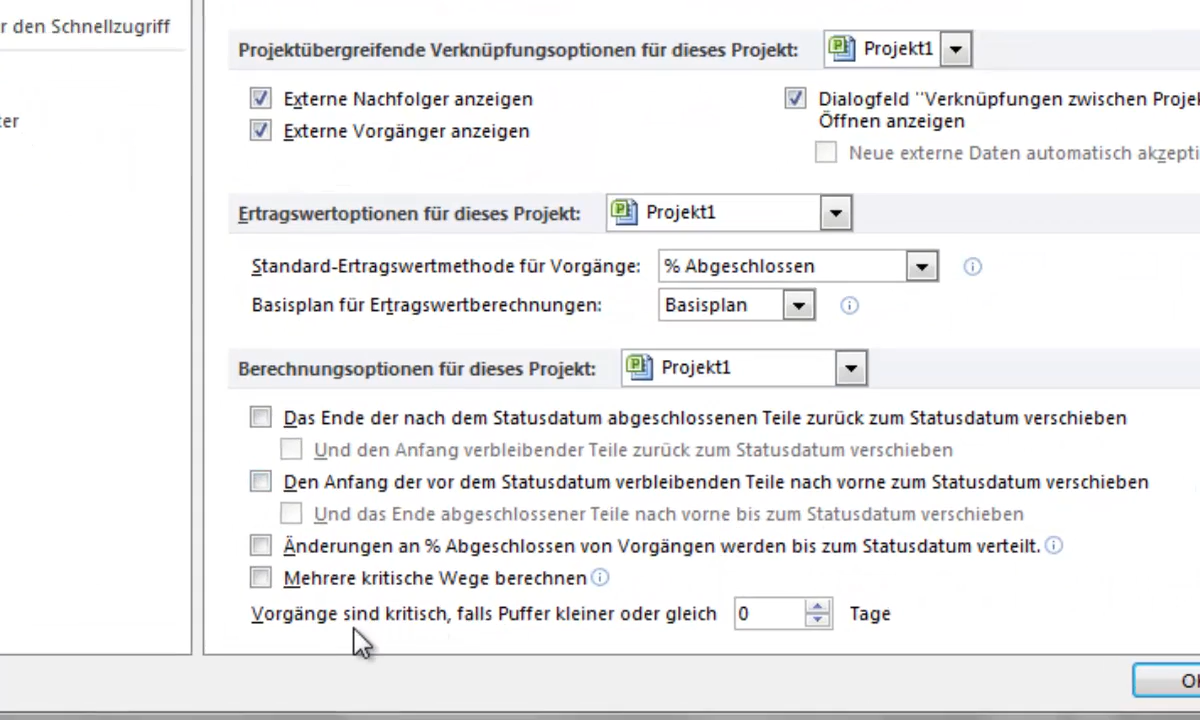 r den Schnellzugriff
ter
Projektübergreifende Verknüpfungsoptionen für dieses Projekt: Projekt1
Externe Nachfolger anzeigen
Externe Vorgänger anzeigen
Dialogfeld "Verknüpfungen zwischen Projek
Öffnen anzeigen
Neue externe Daten automatisch akzepti
Ertragswertoptionen für dieses Projekt: Projekt1
Standard-Ertragswertmethode für Vorgänge: % Abgeschlossen
Basisplan für Ertragswertberechnungen: Basisplan
Berechnungsoptionen für dieses Projekt: Projekt1
Das Ende der nach dem Statusdatum abgeschlossenen Teile zurück zum Statusdatum verschieben
Und den Anfang verbleibender Teile zurück zum Statusdatum verschieben
Den Anfang der vor dem Statusdatum verbleibenden Teile nach vorne zum Statusdatum verschieben
Und das Ende abgeschlossener Teile nach vorne bis zum Statusdatum verschieben
Änderungen an % Abgeschlossen von Vorgängen werden bis zum Statusdatum verteilt.
Mehrere kritische Wege berechnen
Vorgänge sind kritisch, falls Puffer kleiner oder gleich 0 Tage
OK